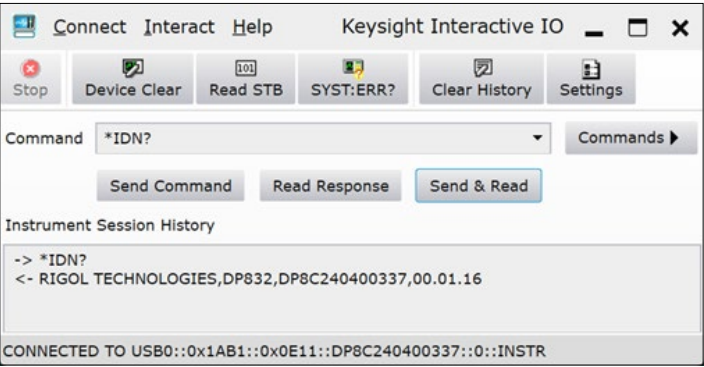 Connect Interact Help Keysight Interactive IO
Stop Device Clear Read STB SYST:ERR? Clear History Settings
Command *IDN? Commands
Send Command Read Response Send & Read
Instrument Session History
-> *IDN?
<- RIGOL TECHNOLOGIES,DP832,DP8C240400337,00.01.16
CONNECTED TO USB0::0x1AB1::0x0E11::DP8C240400337::0::INSTR